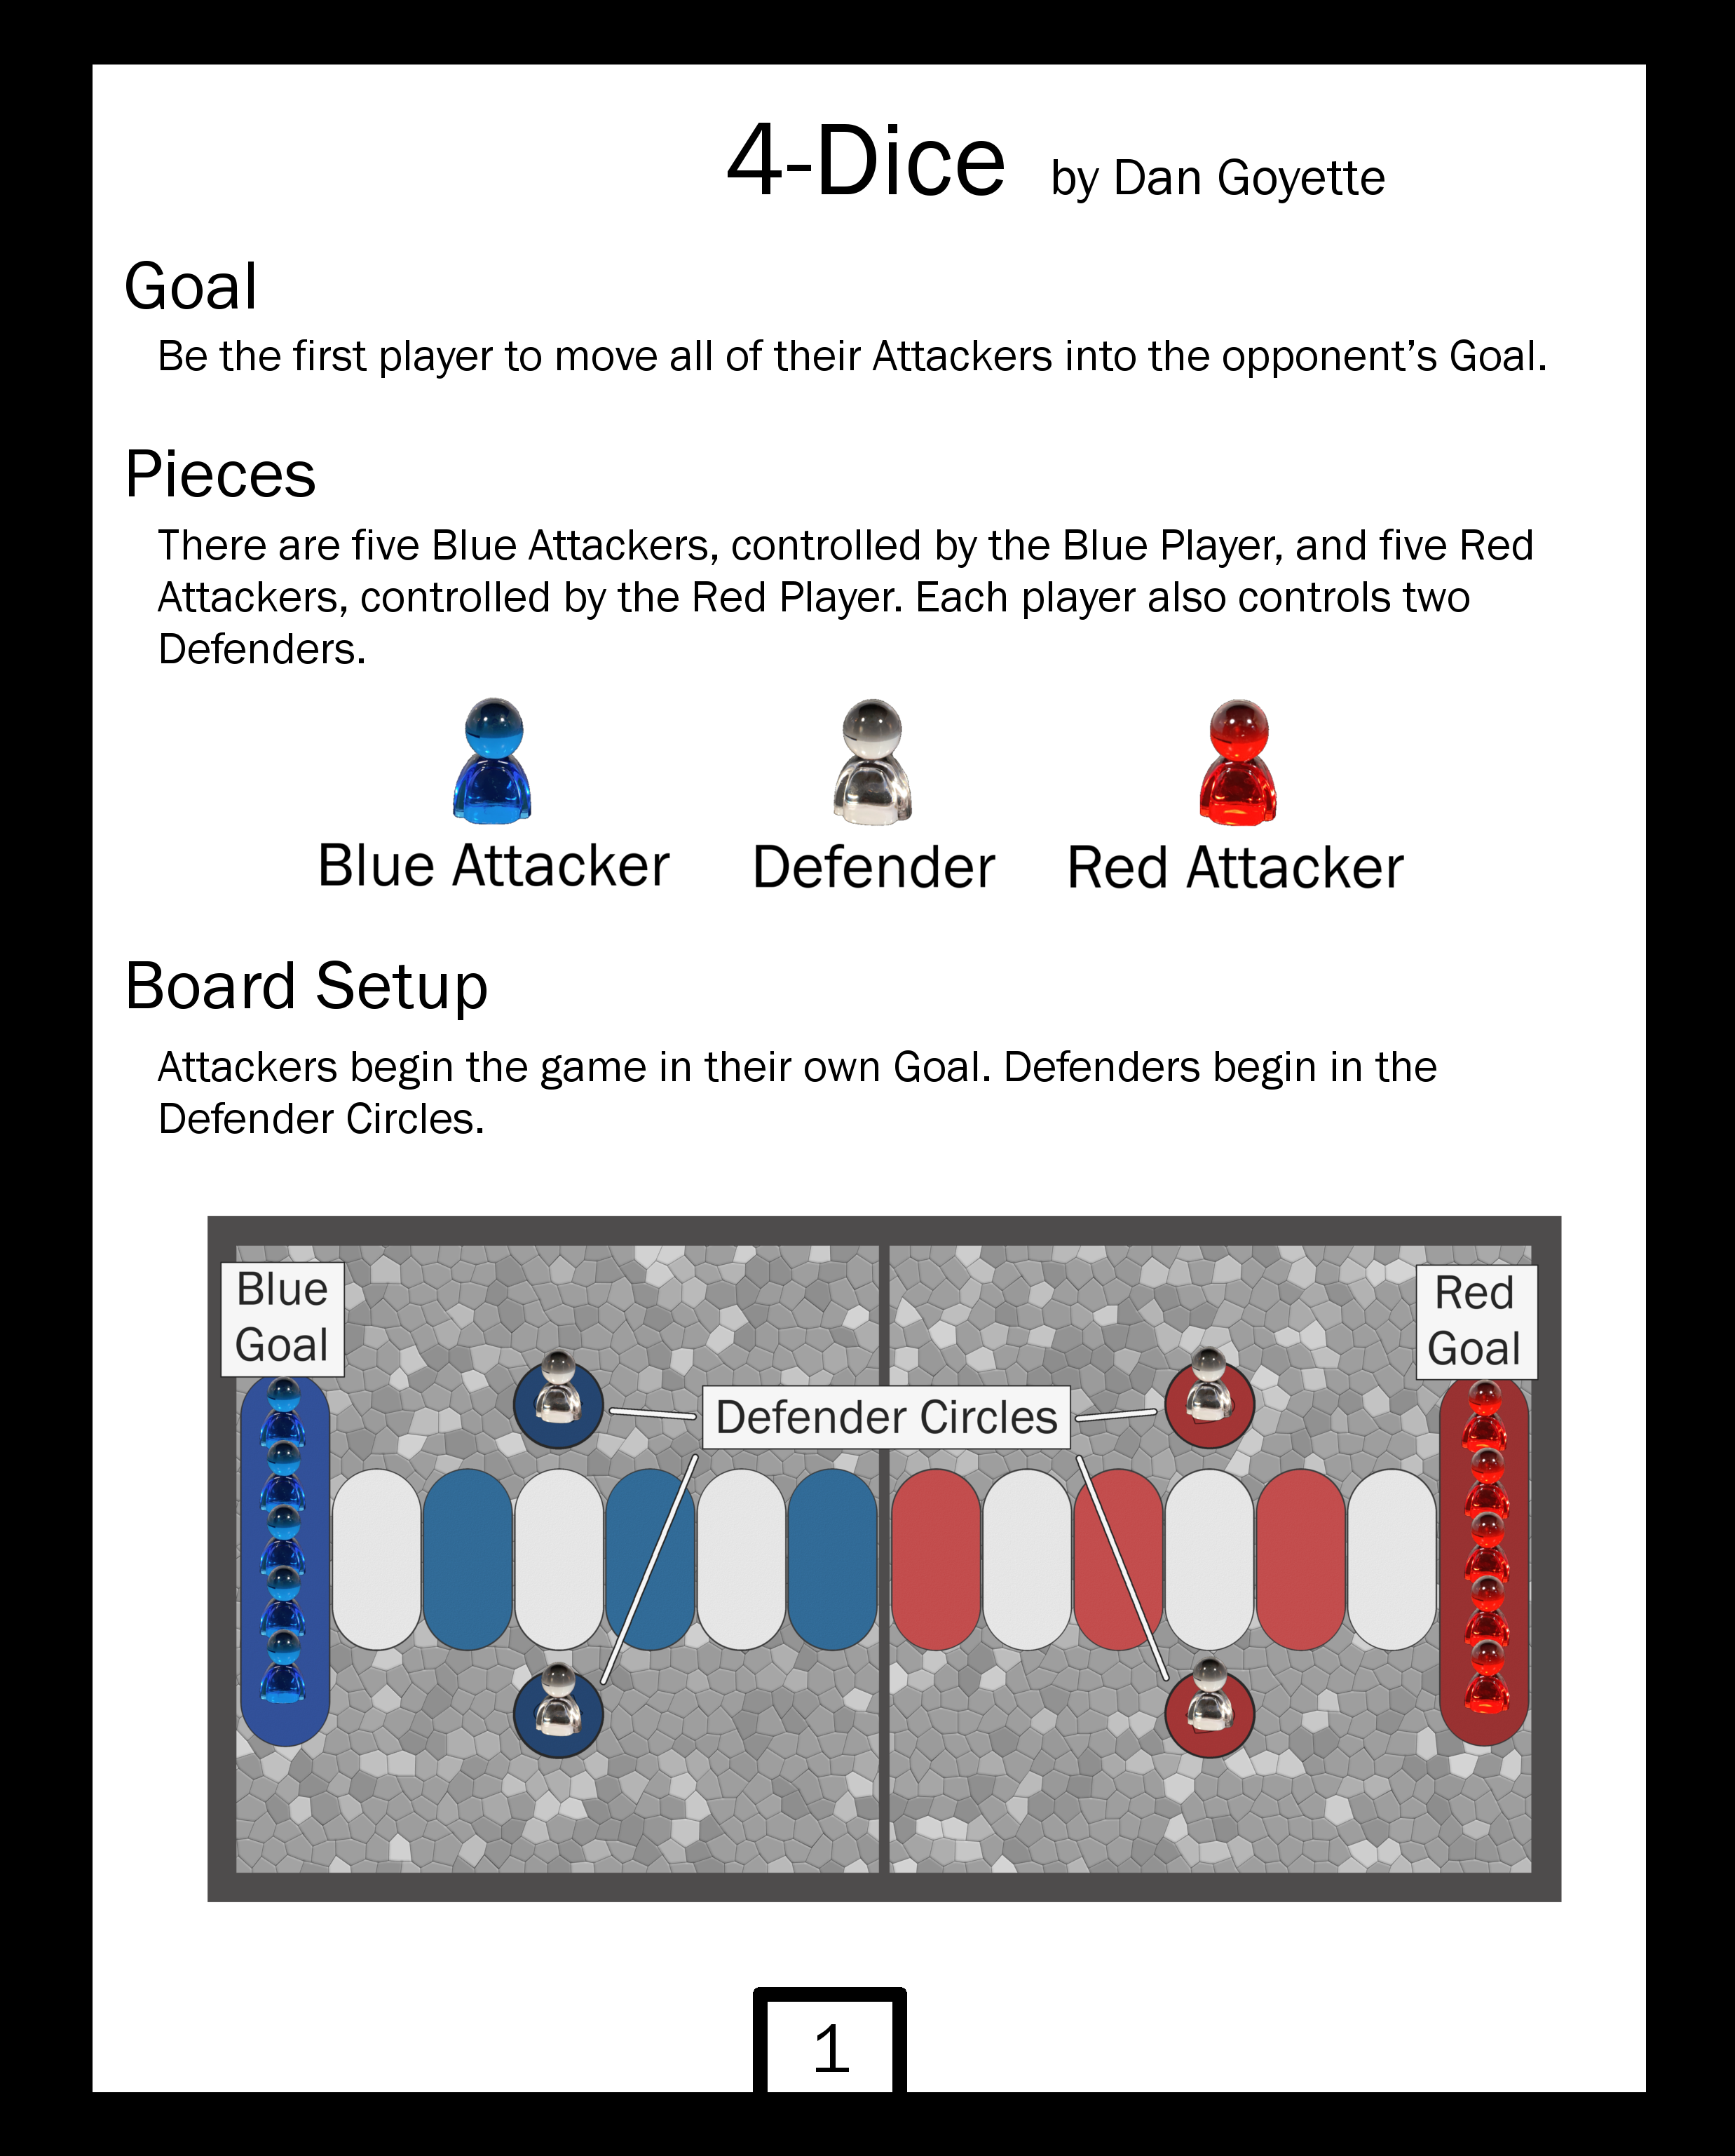 4-Dice by Dan Goyette
Goal
Be the first player to move all of their Attackers into the opponent’s Goal.
Pieces
There are five Blue Attackers, controlled by the Blue Player, and five Red
Attackers, controlled by the Red Player. Each player also controls two
Defenders.
Blue Attacker Defender Red Attacker
Board Setup
Attackers begin the game in their own Goal. Defenders begin in the
Defender Circles.
Blue
Goal
Red
Goal
Defender Circles
1